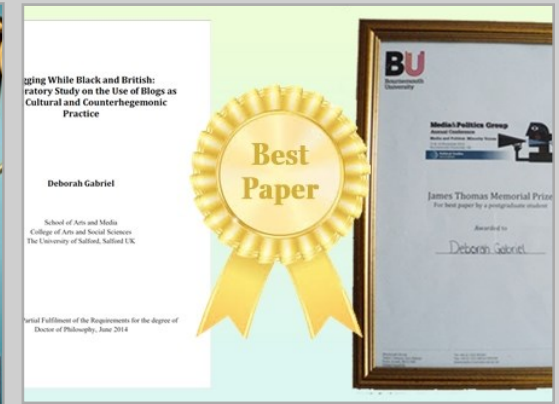 gging While Black and British:
ratory Study on the Use of Blogs as
Cultural and Counterhegemonic
Practice
Deborah Gabriel
School of Arts and Media
College of Arts and Social Sciences
The University of Salford, Salford UK
Partial Fulfilment of the Requirements for the degree of
Doctor of Philosophy, June 2014
Best
Paper
BU
Bournemouth
University
Media&Politics Group
Annual Conference
James Thomas Memorial Prize
For best paper by a postgraduate student
Awarded to
Deborah Gabriel